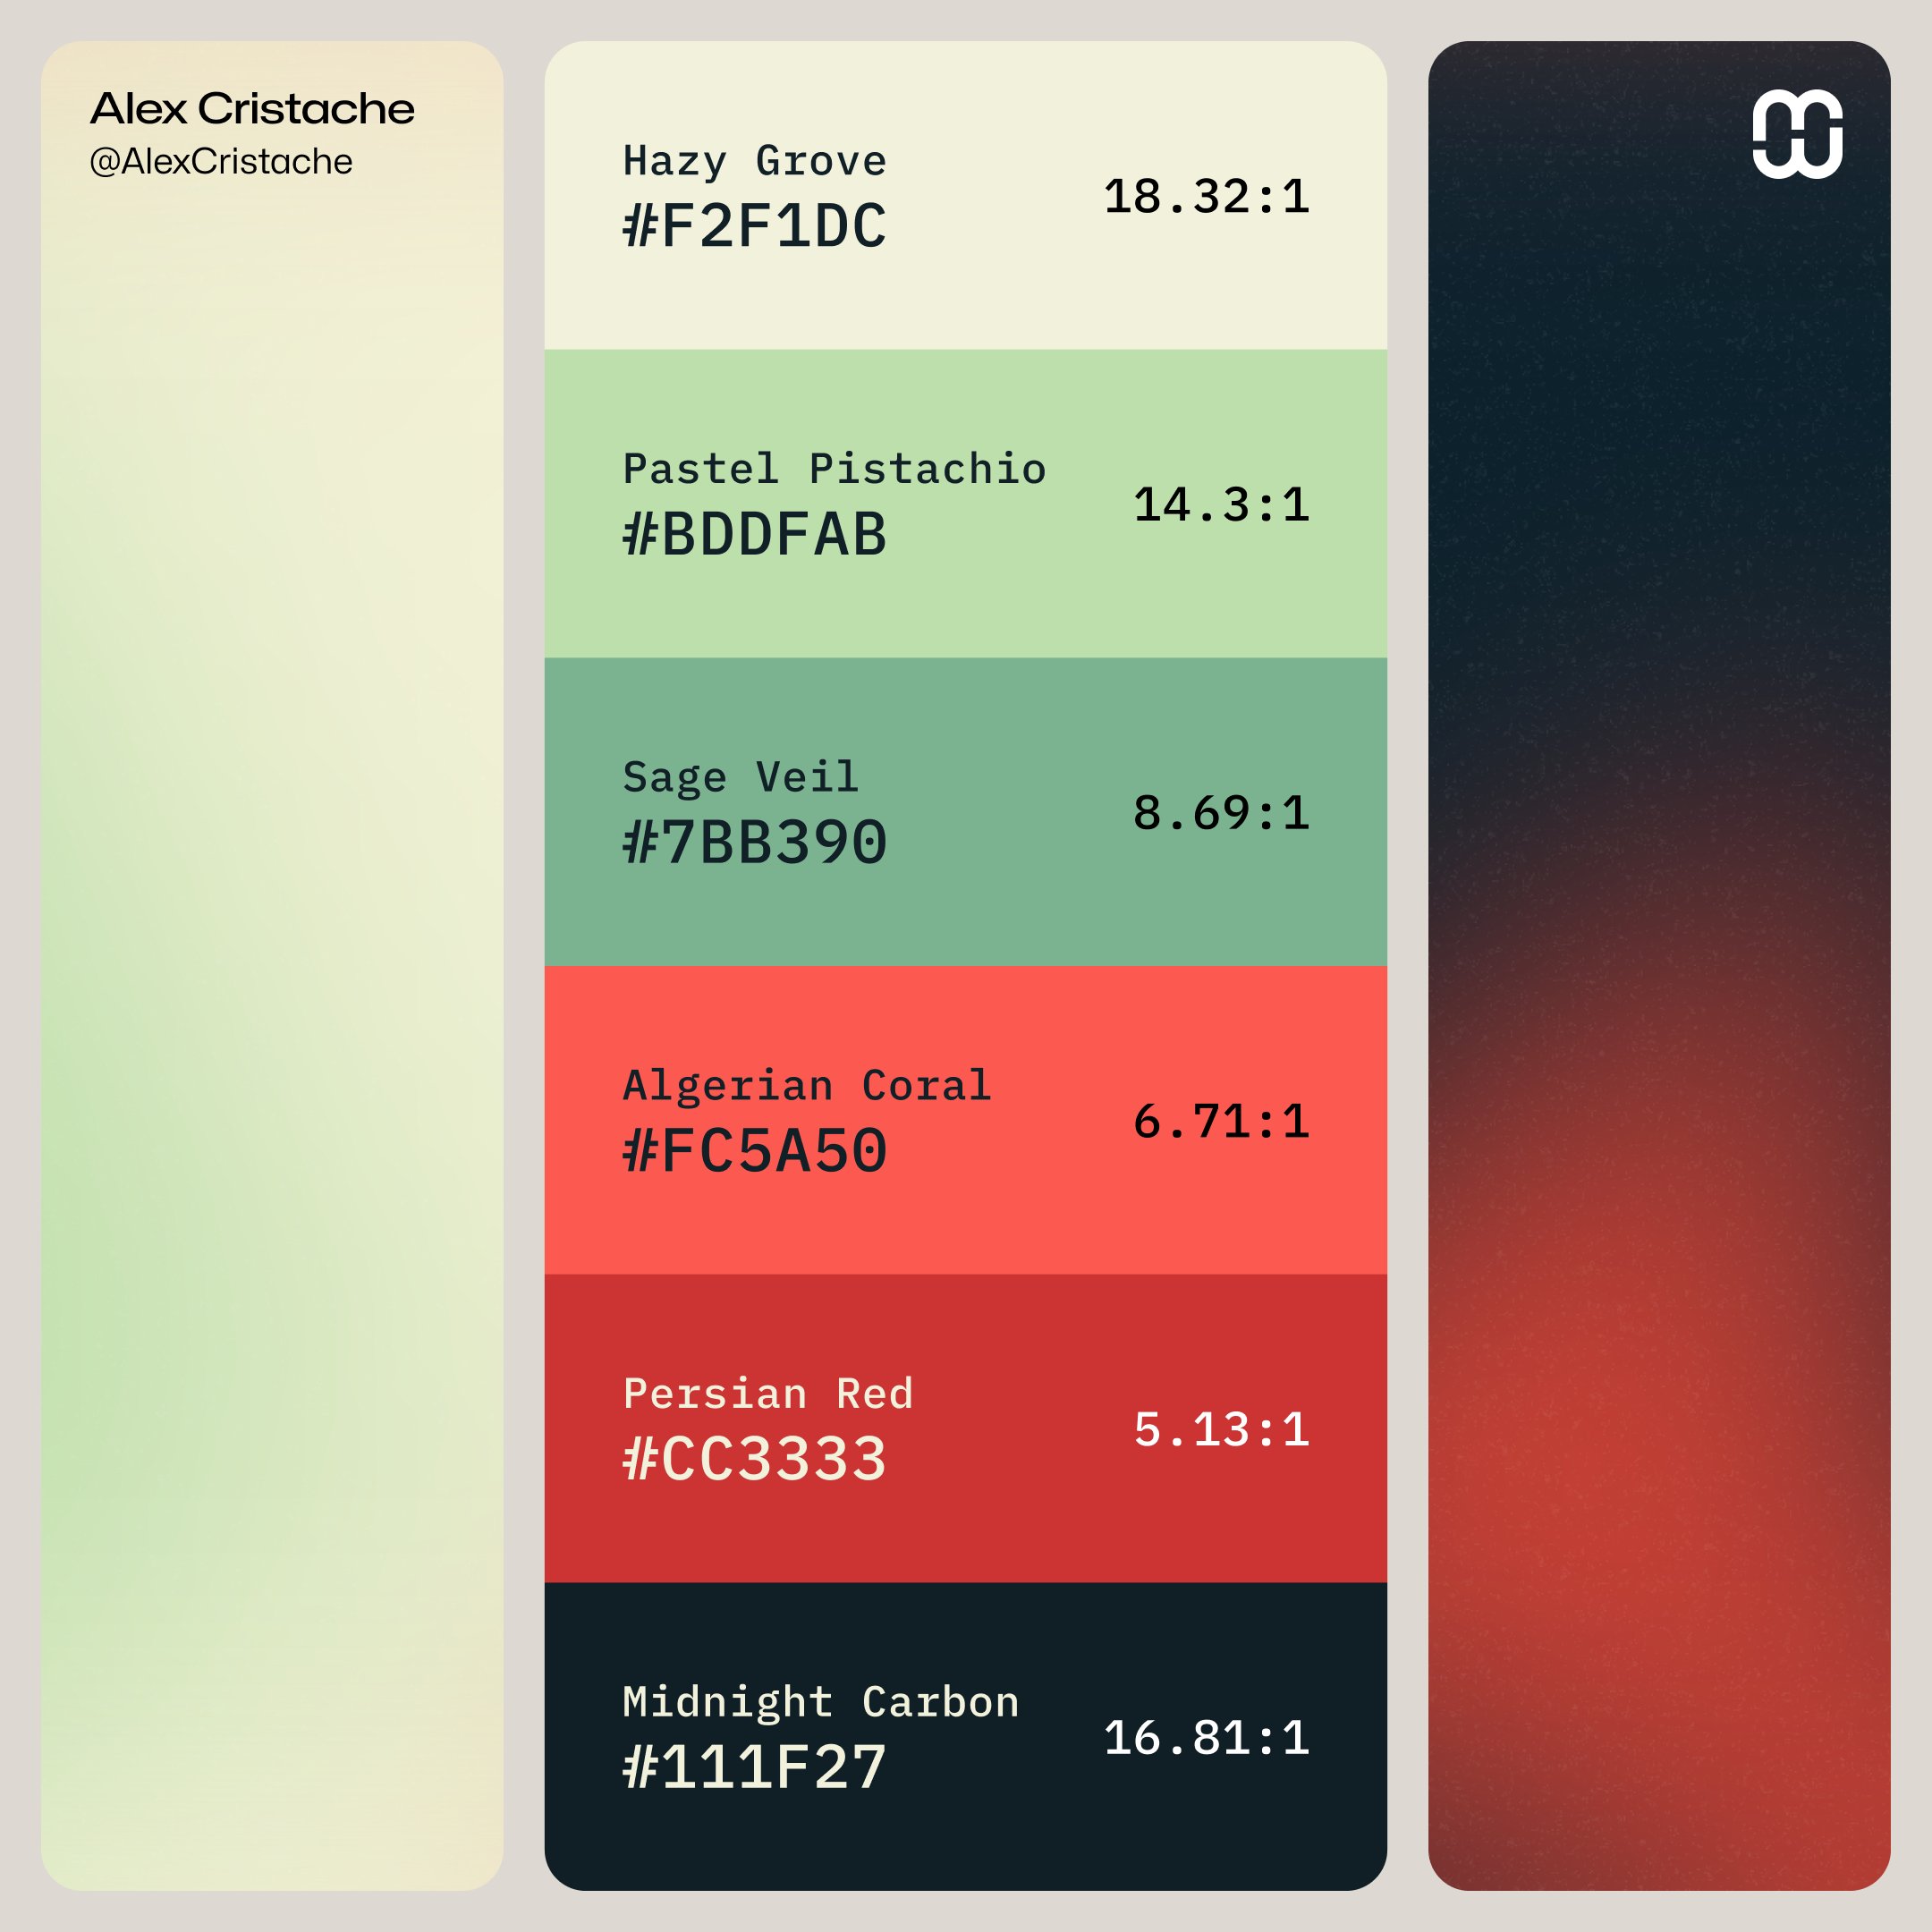 Alex Cristache
@AlexCristache
Hazy Grove
#F2F1DC
18.32:1
Pastel Pistachio
#BDDFAB
14.3:1
Sage Veil
#7BB390
8.69:1
Algerian Coral
#FC5A50
6.71:1
Persian Red
#CC3333
5.13:1
Midnight Carbon
#111F27
16.81:1